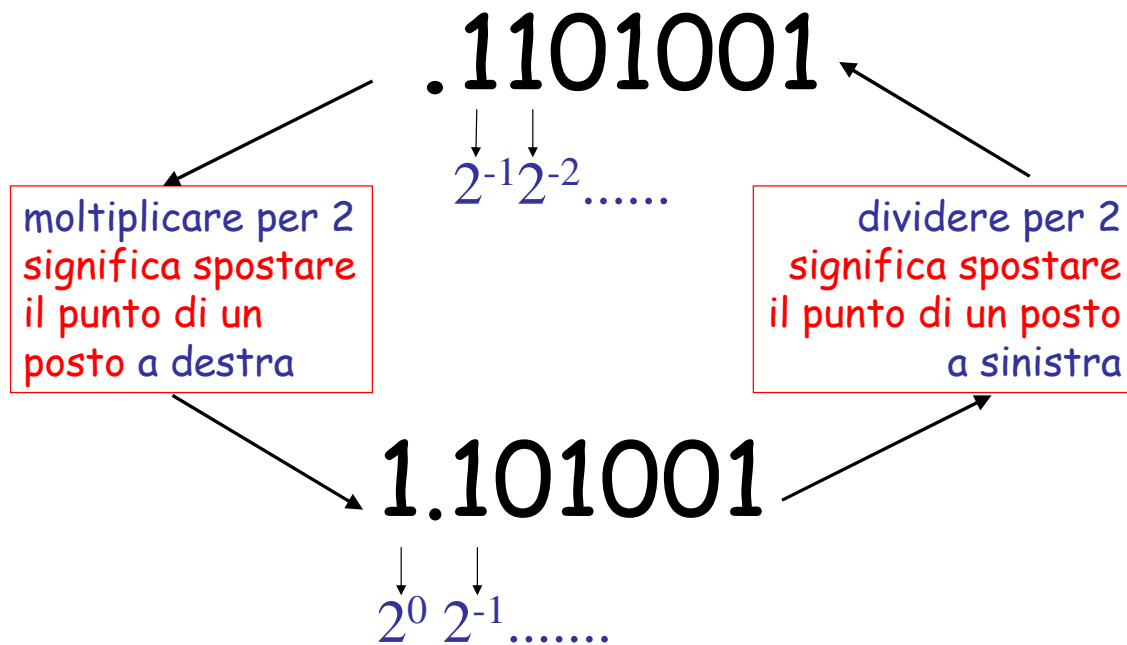 .1101001
2⁻¹2⁻²......
moltiplicare per 2
significa spostare
il punto di un
posto a destra
dividere per 2
significa spostare
il punto di un posto
a sinistra
1.101001
2⁰ 2⁻¹.......